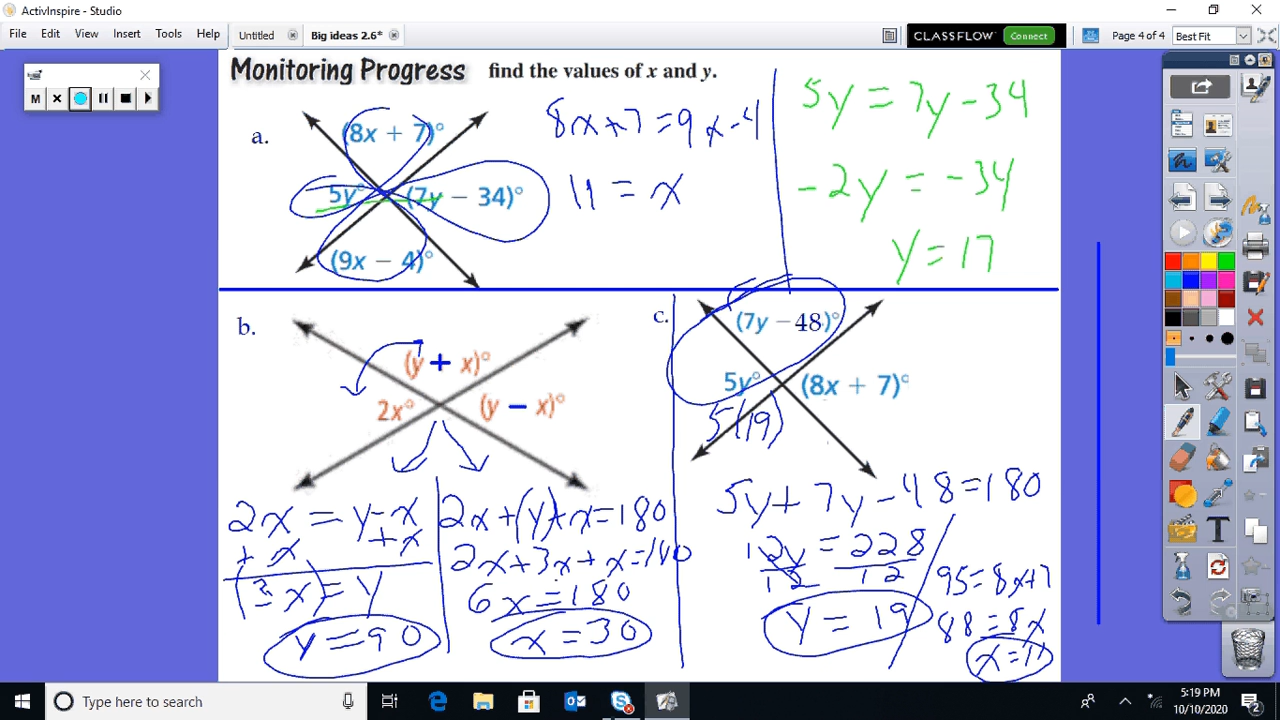 ActivInspire - Studio
File Edit View Insert Tools Help
Untitled
Big ideas 2.6*
CLASSFLOW Connect
Page 4 of 4
Best Fit
M
Monitoring Progress find the values of x and y.
a.
(8x + 7)°
5y° (7y − 34)°
(9x − 4)°
8x+7=9x-4
11 = x
5y = 7y-34
-2y = -34
y = 17
b.
(y + x)°
2x° (y − x)°
2x = y-x
+x +x
(3x) = y
y = 90
2x+(y)+x=180
2x+3x+x=180
6x=180
x = 30
c.
(7y − 48)°
5y° (8x + 7)°
5(19)
5y + 7y - 48=180
12y = 228
12 12
y = 19
95=8x+7
88=8x
x=11
T
Type here to search
5:19 PM
10/10/2020
2